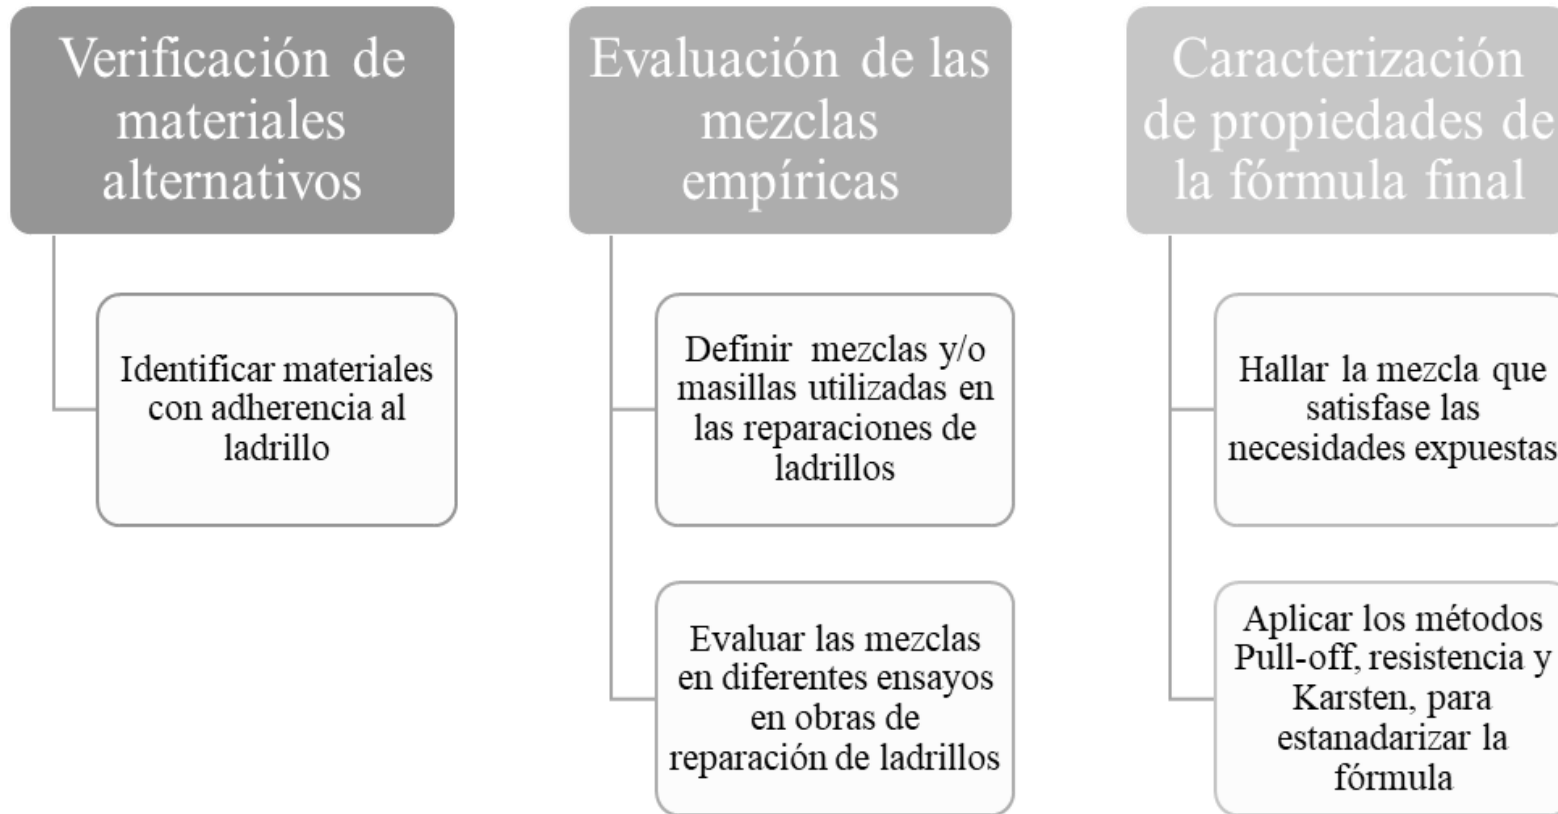 Verificación de
materiales
alternativos
Identificar materiales
con adherencia al
ladrillo
Evaluación de las
mezclas
empíricas
Definir mezclas y/o
masillas utilizadas en
las reparaciones de
ladrillos
Evaluar las mezclas
en diferentes ensayos
en obras de
reparación de ladrillos
Caracterización
de propiedades de
la fórmula final
Hallar la mezcla que
satisfase las
necesidades expuestas
Aplicar los métodos
Pull-off, resistencia y
Karsten, para
estanadarizar la
fórmula